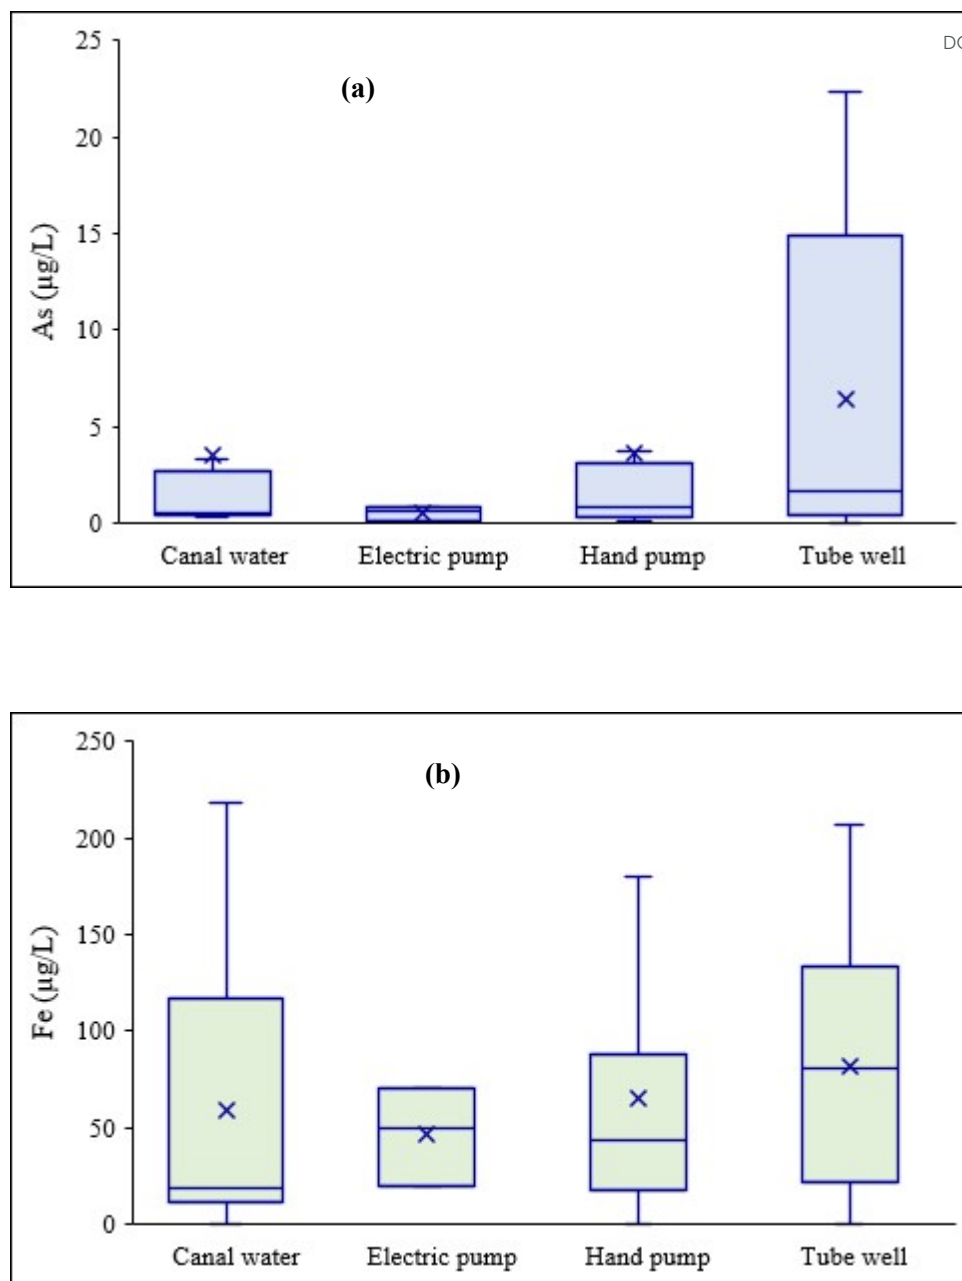 DO
(a)
25
20
15
10
5
0
As (µg/L)
Canal water Electric pump Hand pump Tube well
(b)
250
200
150
100
50
0
Fe (µg/L)
Canal water Electric pump Hand pump Tube well